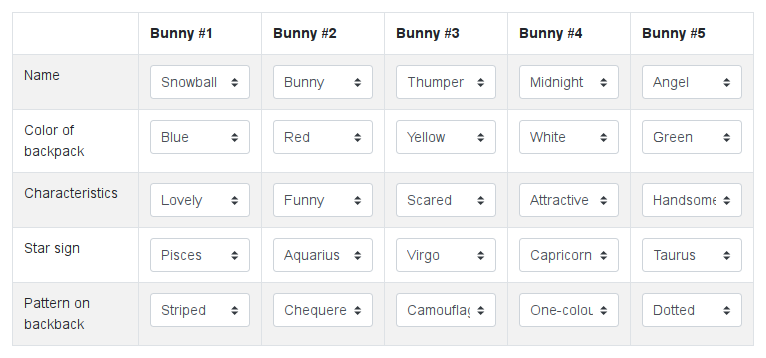 Bunny #1 Bunny #2 Bunny #3 Bunny #4 Bunny #5
Name Snowball Bunny Thumper Midnight Angel
Color of
backpack Blue Red Yellow White Green
Characteristics Lovely Funny Scared Attractive Handsome
Star sign Pisces Aquarius Virgo Capricorn Taurus
Pattern on
backback Striped Chequere Camouflag One-colou Dotted